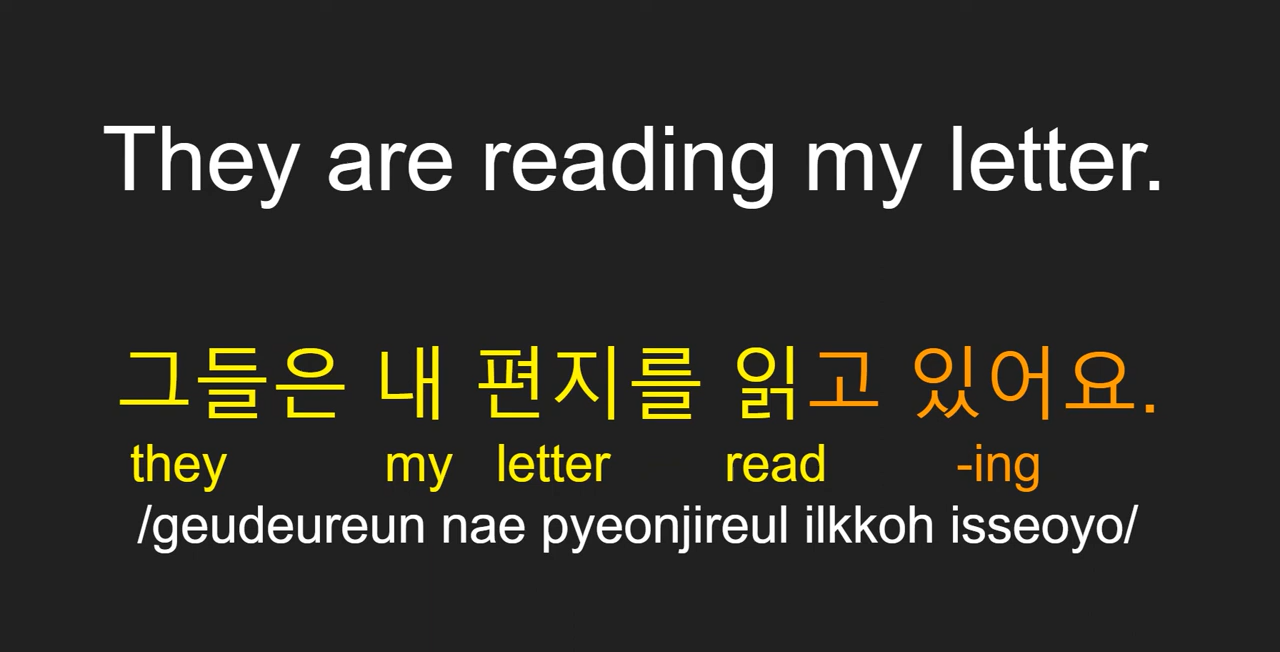 They are reading my letter.
그들은 내 편지를 읽고 있어요.
they my letter read -ing
/geudeureun nae pyeonjireul ilkkoh isseoyo/